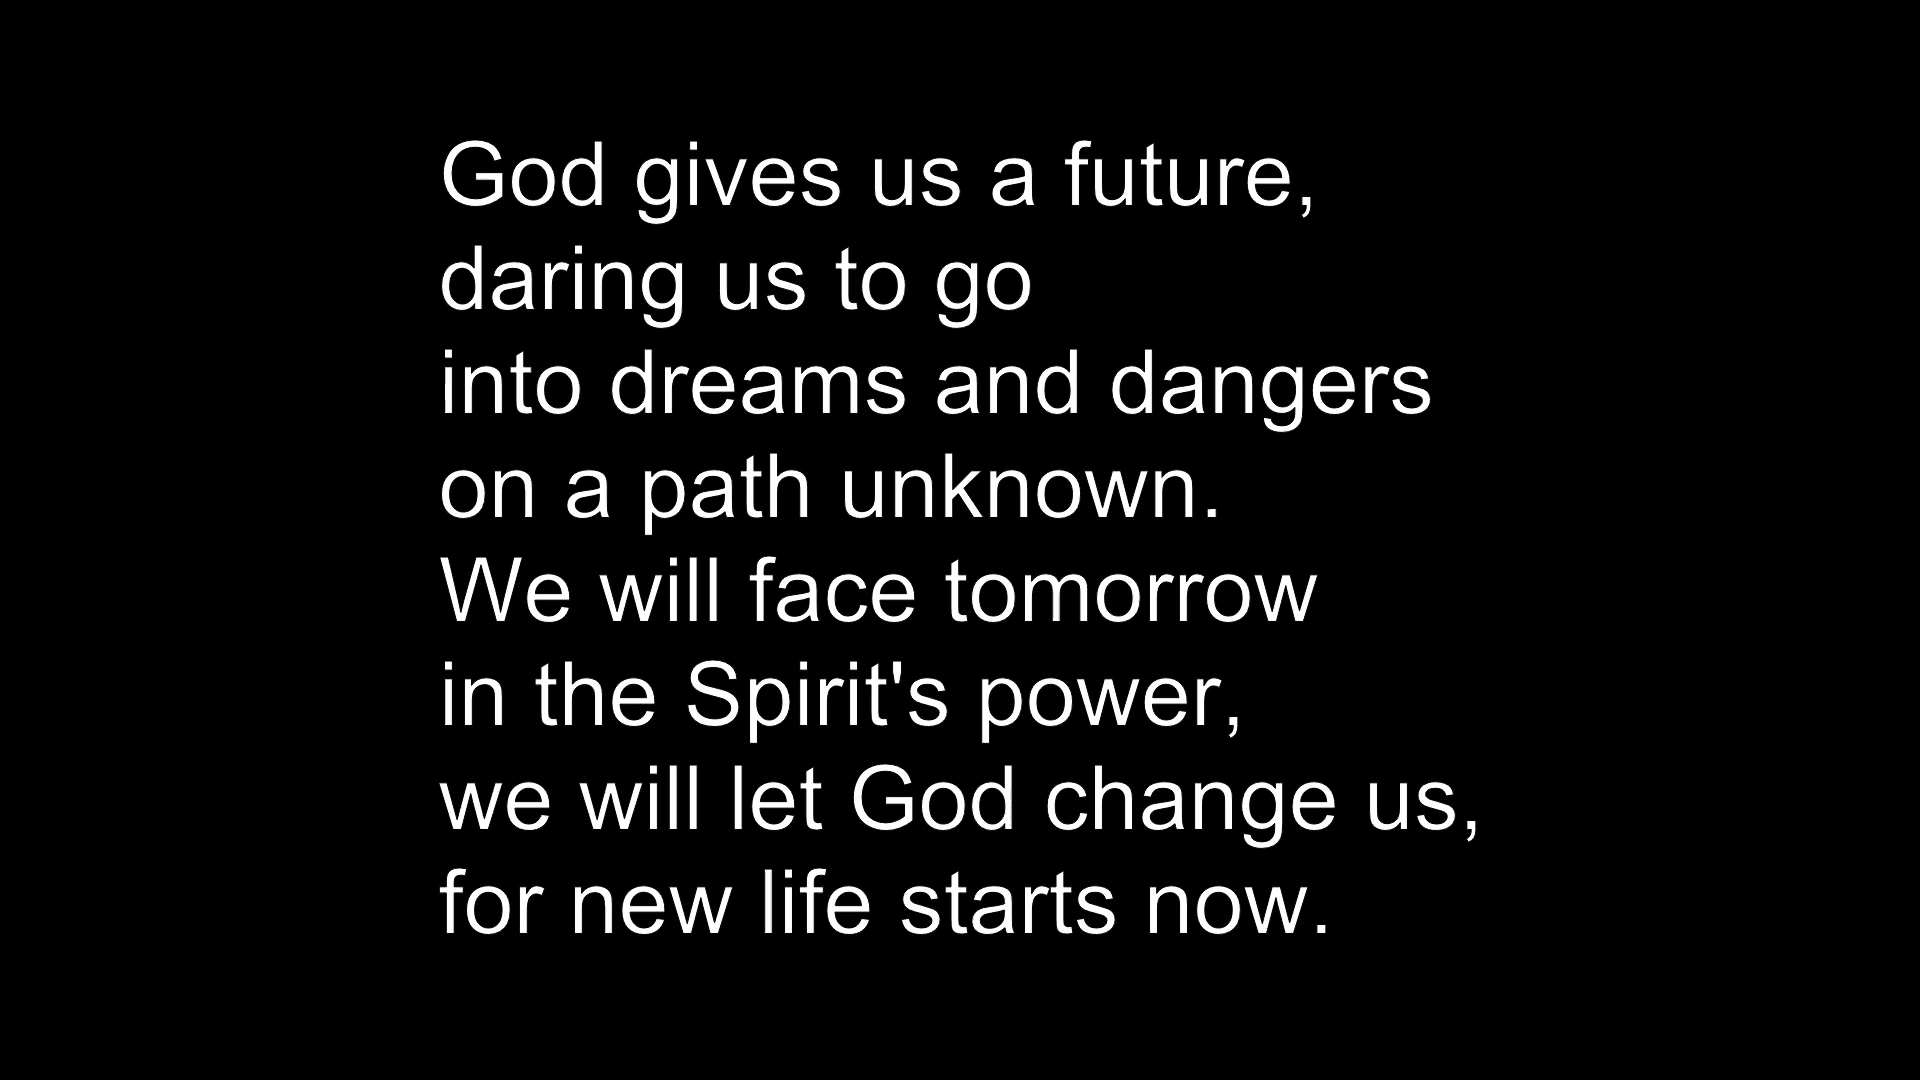 God gives us a future,
daring us to go
into dreams and dangers
on a path unknown.
We will face tomorrow
in the Spirit's power,
we will let God change us,
for new life starts now.